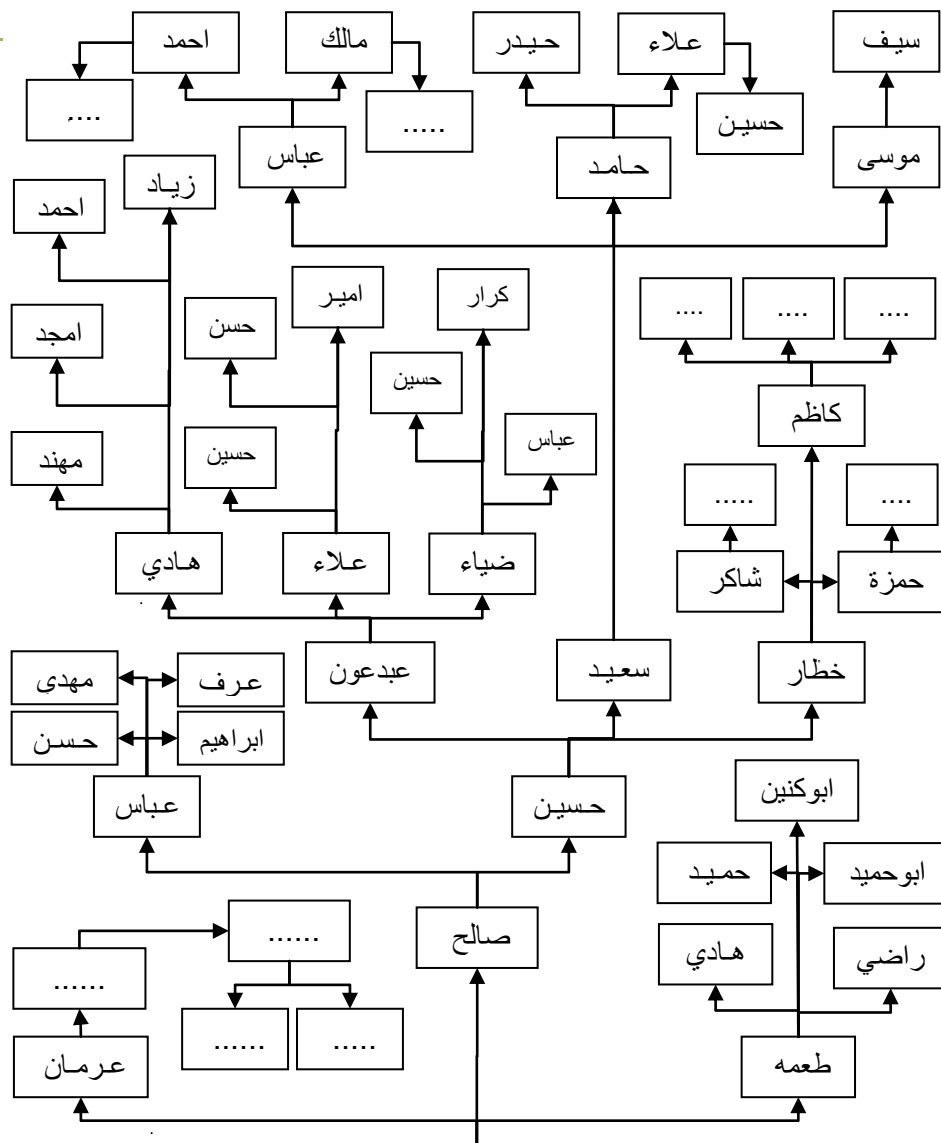 سيف
علاء
حيدر
مالك
احمد
....
.....
حسين
عباس
حامد
موسى
زياد
احمد
امير
كرار
حسن
امجد
....
....
....
حسين
كاظم
عباس
حسين
مهند
....
.....
هادي
علاء
ضياء
شاكر
حمزة
مهدي
عرف
عبدعون
سعيد
خطار
حسن
ابراهيم
عباس
حسين
ابوكنين
حميد
ابوحميد
صالح
......
هادي
راضي
......
......
.....
عرمان
طعمه